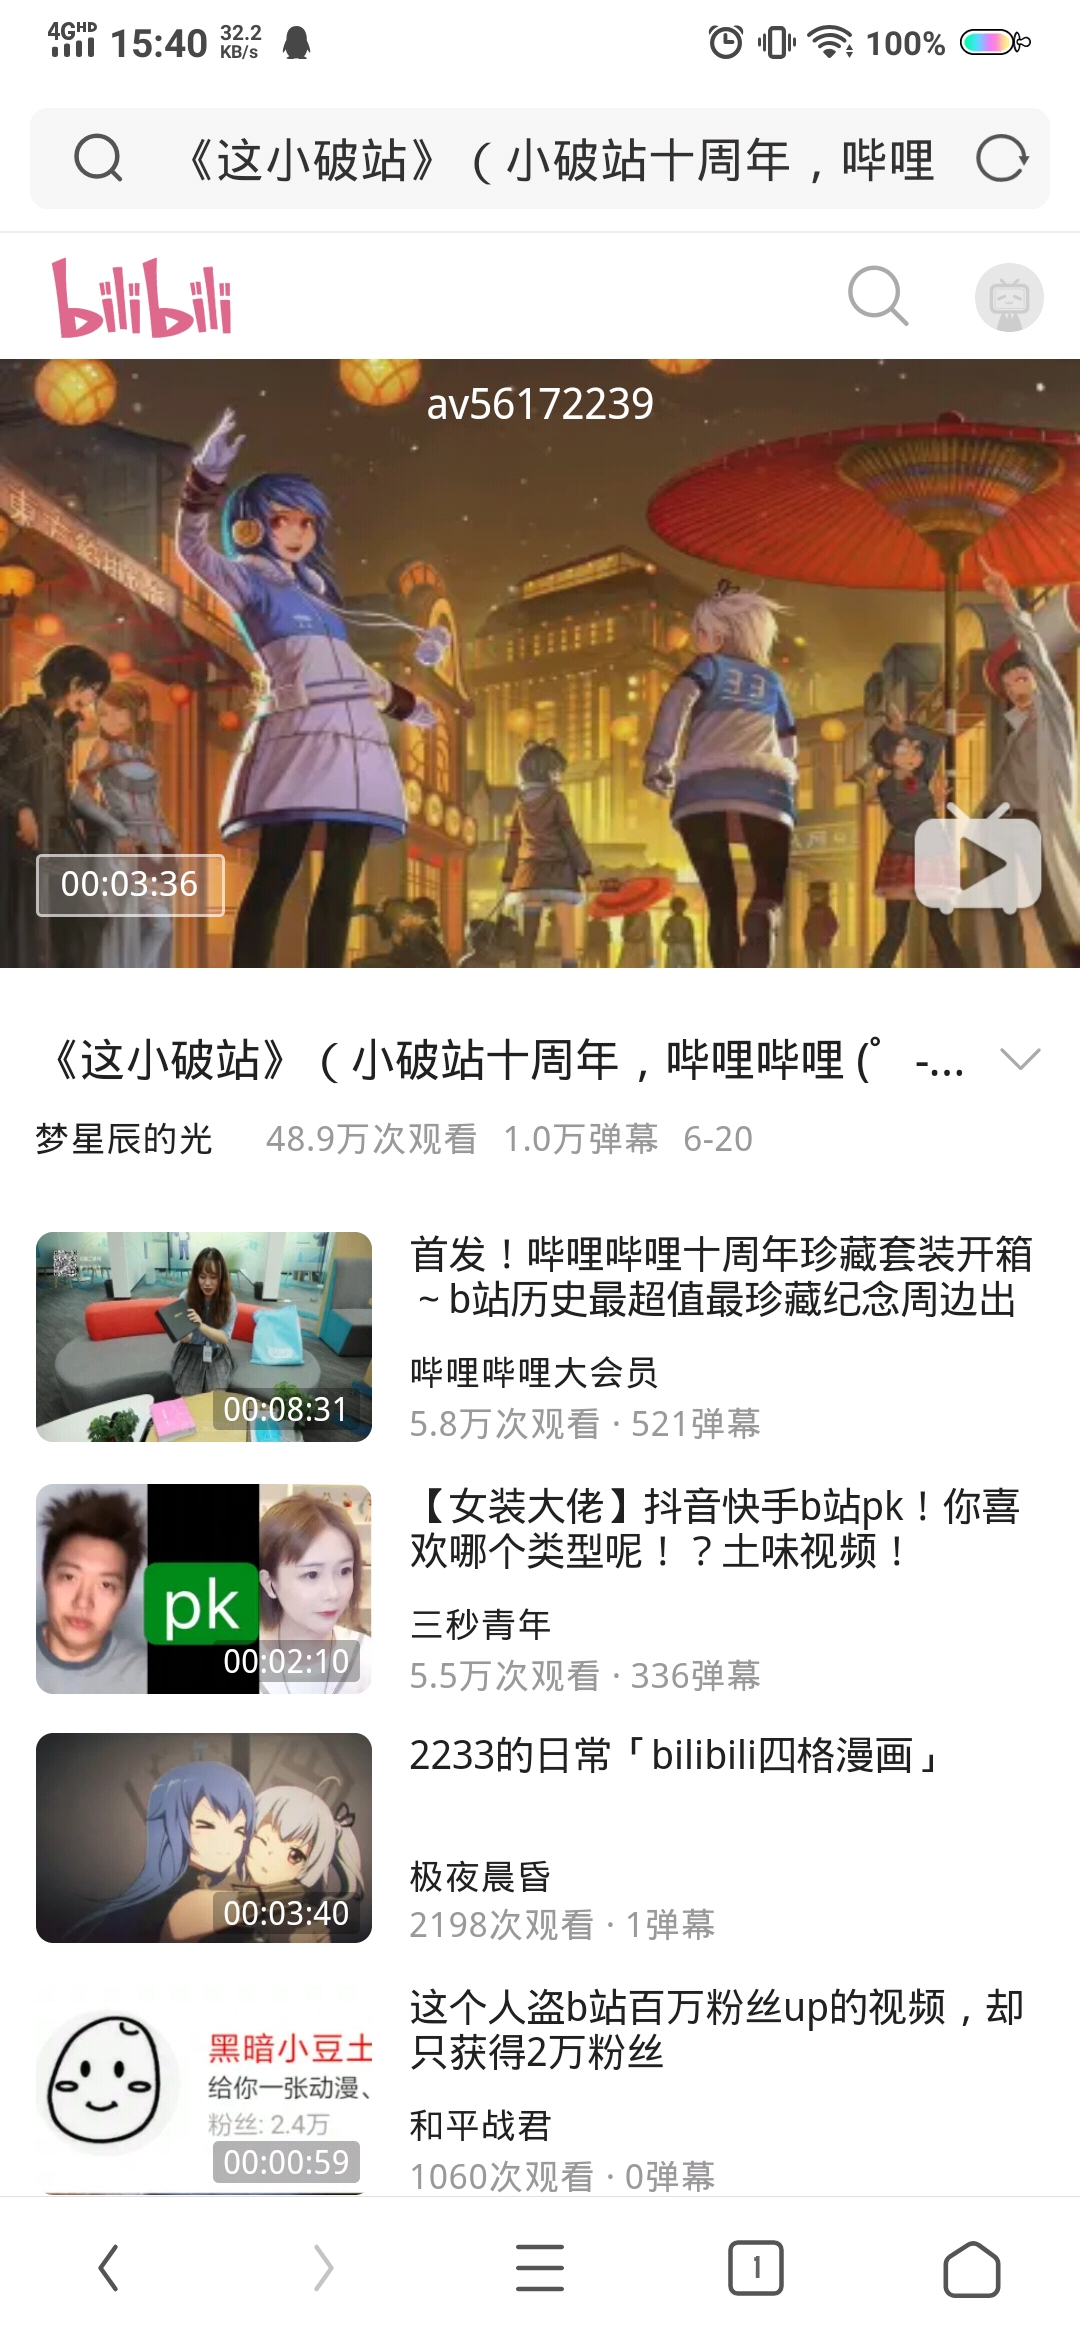 4GHD 15:40 32.2 KB/s 100%
《这小破站》（小破站十周年，哔哩
bilibili
av56172239
33
00:03:36
《这小破站》（小破站十周年，哔哩哔哩 (゜-...
梦星辰的光 48.9万次观看 1.0万弹幕 6-20
首发！哔哩哔哩十周年珍藏套装开箱
～b站历史最超值最珍藏纪念周边出
哔哩哔哩大会员
00:08:31
5.8万次观看 · 521弹幕
【女装大佬】抖音快手b站pk！你喜
欢哪个类型呢！？土味视频！
pk
三秒青年
00:02:10
5.5万次观看 · 336弹幕
2233的日常「bilibili四格漫画」
极夜晨昏
00:03:40
2198次观看 · 1弹幕
这个人盗b站百万粉丝up的视频，却
只获得2万粉丝
黑暗小豆土
给你一张动漫、
粉丝: 2.4万
和平战君
00:00:59
1060次观看 · 0弹幕
1